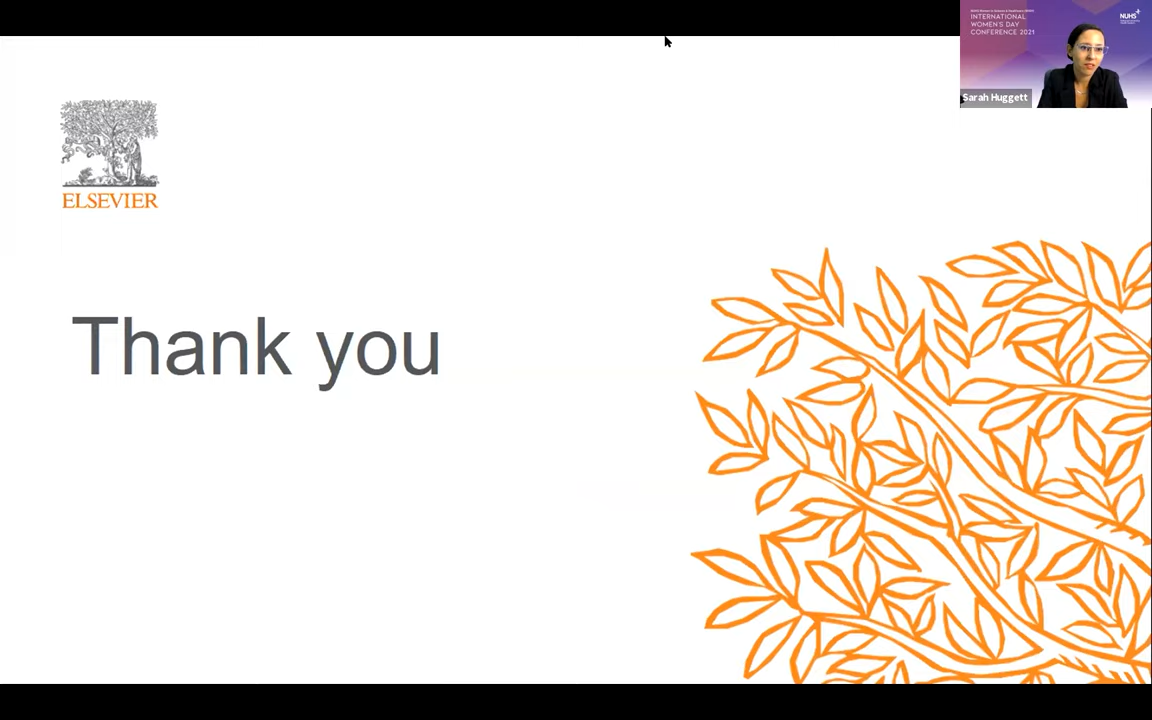 INTERNATIONAL
WOMEN'S DAY
CONFERENCE 2021
NUHS
Sarah Huggett
ELSEVIER
Thank you